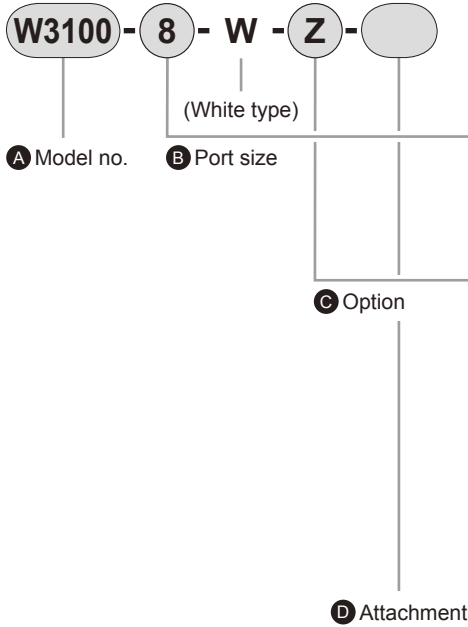 W3100 - 8 - W - Z -
(White type)
A Model no. B Port size
C Option
D Attachment